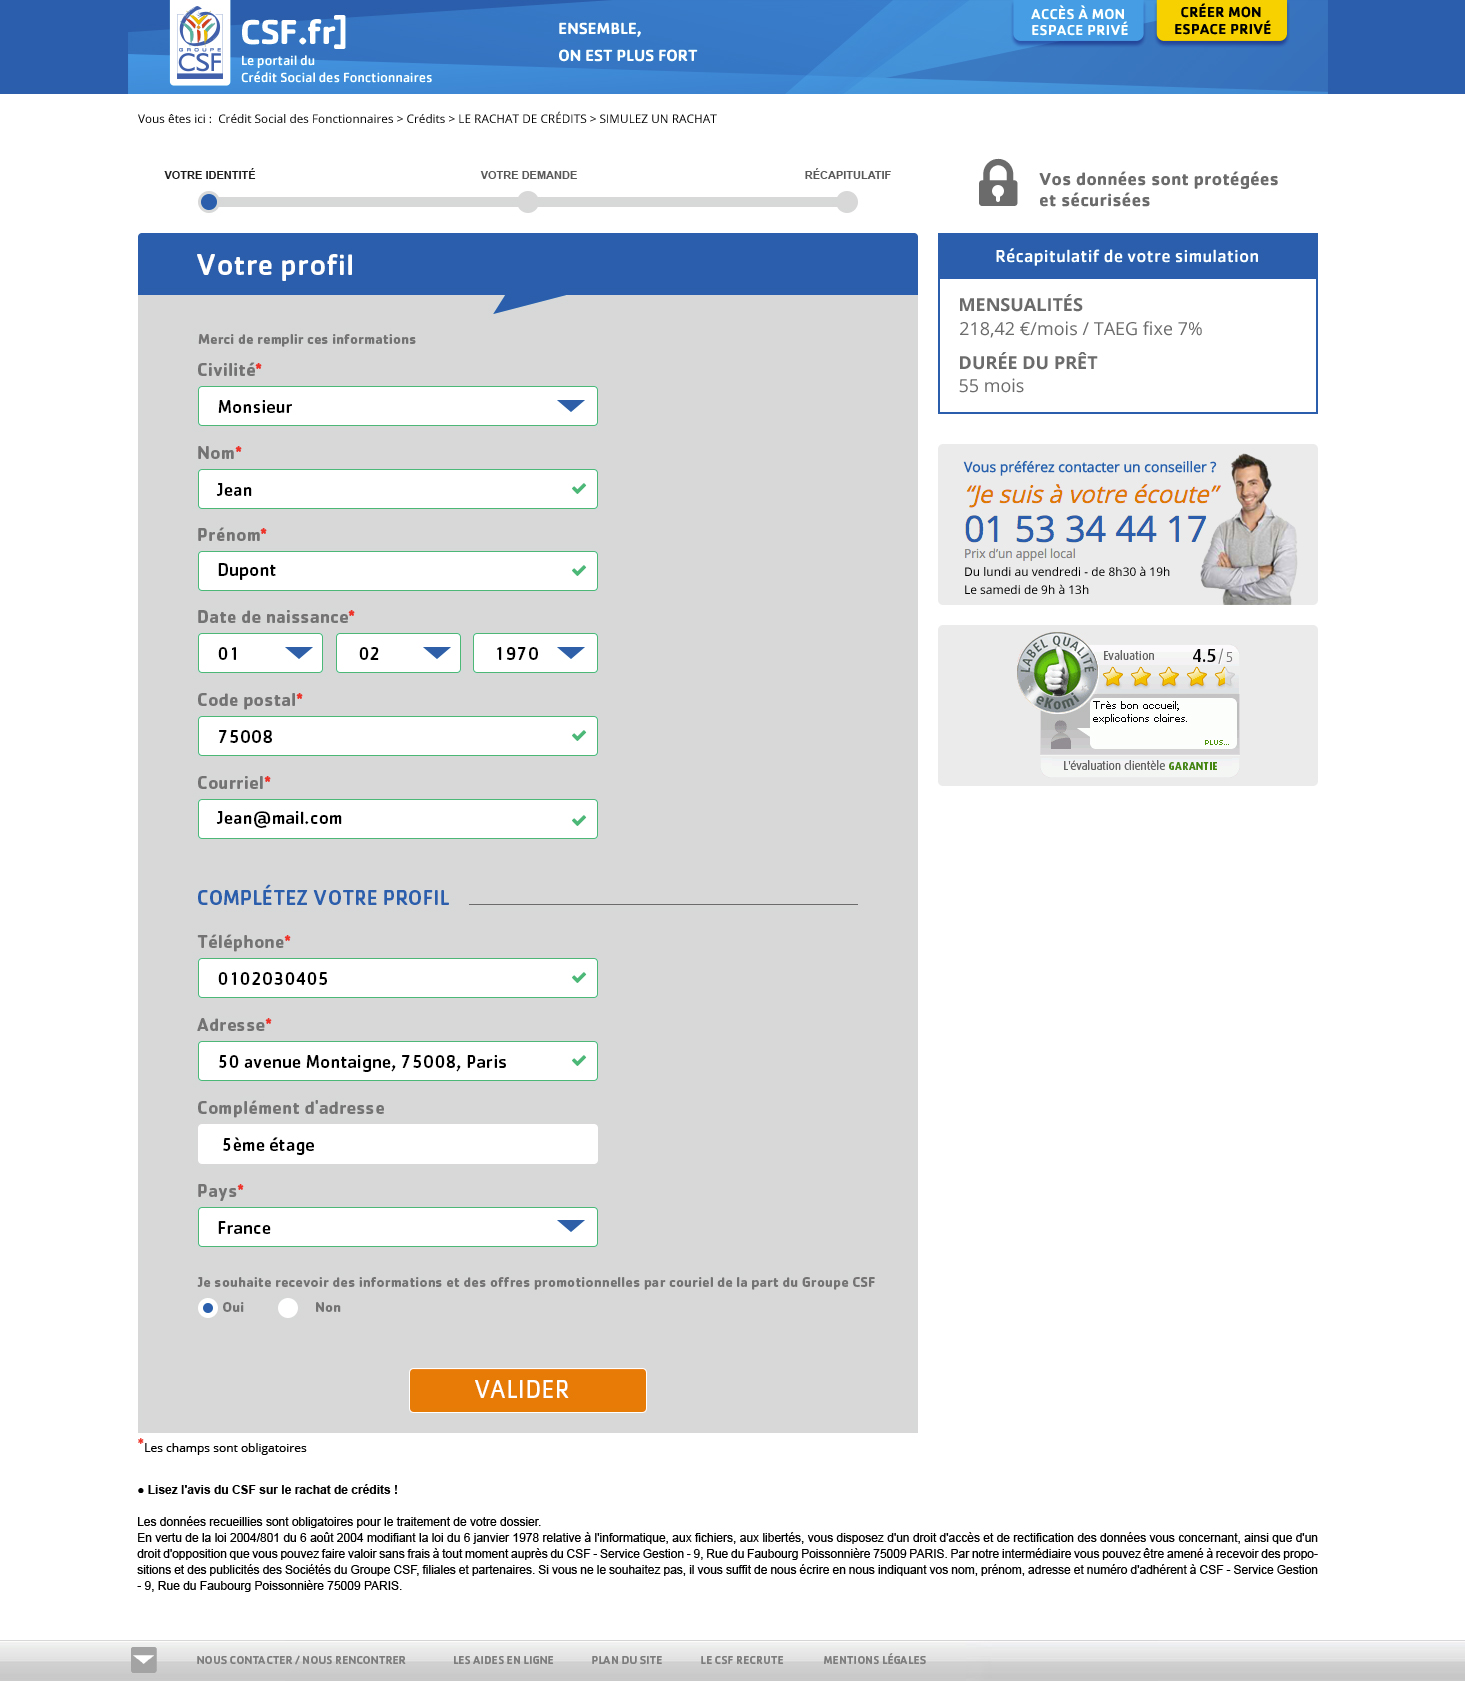 GROUPE
CSF
CSF.fr]
Le portail du
Crédit Social des Fonctionnaires
ENSEMBLE,
ON EST PLUS FORT
ACCÈS À MON
ESPACE PRIVÉ
CRÉER MON
ESPACE PRIVÉ
Vous êtes ici : Crédit Social des Fonctionnaires > Crédits > LE RACHAT DE CRÉDITS > SIMULEZ UN RACHAT
VOTRE IDENTITÉ
VOTRE DEMANDE
RÉCAPITULATIF
Vos données sont protégées
et sécurisées
Votre profil
Merci de remplir ces informations
Civilité*
Monsieur
Nom*
Jean
Prénom*
Dupont
Date de naissance*
01
02
1970
Code postal*
75008
Courriel*
Jean@mail.com
COMPLÉTEZ VOTRE PROFIL
Téléphone*
0102030405
Adresse*
50 avenue Montaigne, 75008, Paris
Complément d'adresse
5ème étage
Pays*
France
Je souhaite recevoir des informations et des offres promotionnelles par couriel de la part du Groupe CSF
Oui
Non
VALIDER
Récapitulatif de votre simulation
MENSUALITÉS
218,42 €/mois / TAEG fixe 7%
DURÉE DU PRÊT
55 mois
Vous préférez contacter un conseiller ?
“Je suis à votre écoute”
01 53 34 44 17
Prix d’un appel local
Du lundi au vendredi - de 8h30 à 19h
Le samedi de 9h à 13h
LABEL QUALITÉ
eKomi
Evaluation
4.5 / 5
Très bon accueil;
explications claires.
PLUS...
L'évaluation clientèle GARANTIE
*Les champs sont obligatoires
● Lisez l'avis du CSF sur le rachat de crédits !
Les données recueillies sont obligatoires pour le traitement de votre dossier.
En vertu de la loi 2004/801 du 6 août 2004 modifiant la loi du 6 janvier 1978 relative à l'informatique, aux fichiers, aux libertés, vous disposez d'un droit d'accès et de rectification des données vous concernant, ainsi que d'un
droit d'opposition que vous pouvez faire valoir sans frais à tout moment auprès du CSF - Service Gestion - 9, Rue du Faubourg Poissonnière 75009 PARIS. Par notre intermédiaire vous pouvez être amené à recevoir des propo-
sitions et des publicités des Sociétés du Groupe CSF, filiales et partenaires. Si vous ne le souhaitez pas, il vous suffit de nous écrire en nous indiquant vos nom, prénom, adresse et numéro d'adhérent à CSF - Service Gestion
- 9, Rue du Faubourg Poissonnière 75009 PARIS.
NOUS CONTACTER / NOUS RENCONTRER
LES AIDES EN LIGNE
PLAN DU SITE
LE CSF RECRUTE
MENTIONS LÉGALES